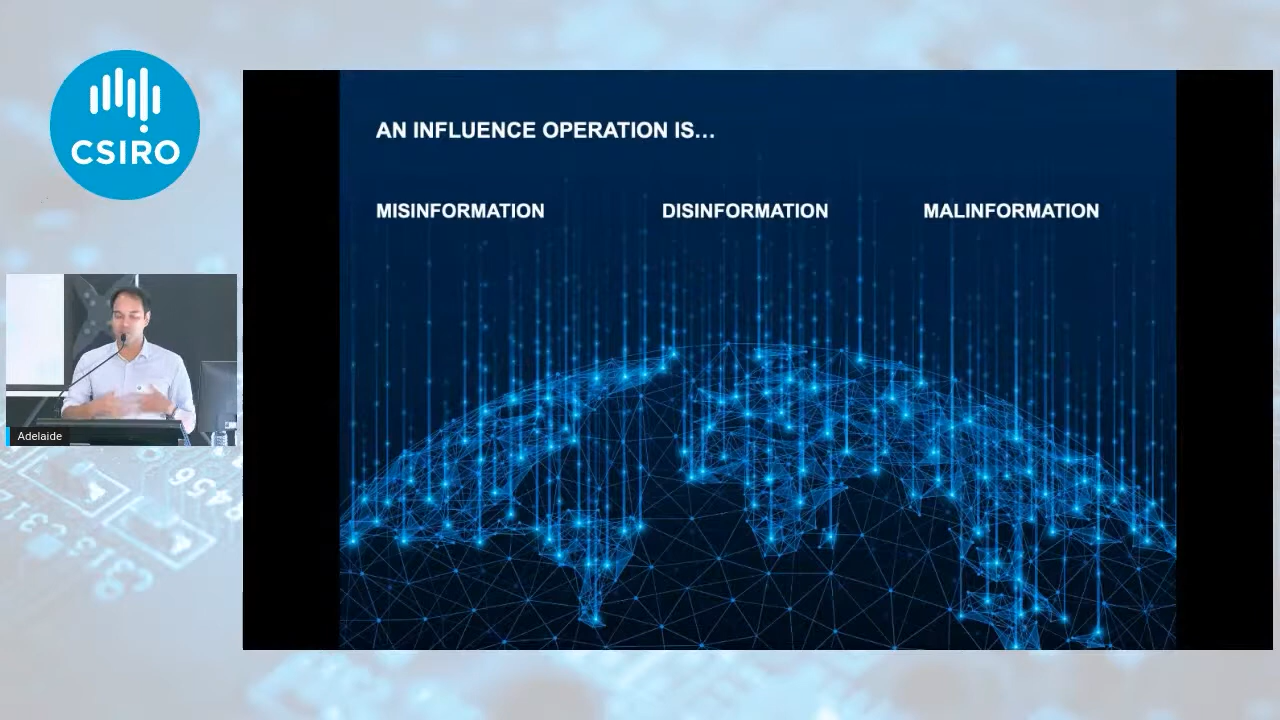 CSIRO
AN INFLUENCE OPERATION IS...
MISINFORMATION DISINFORMATION MALINFORMATION
Adelaide